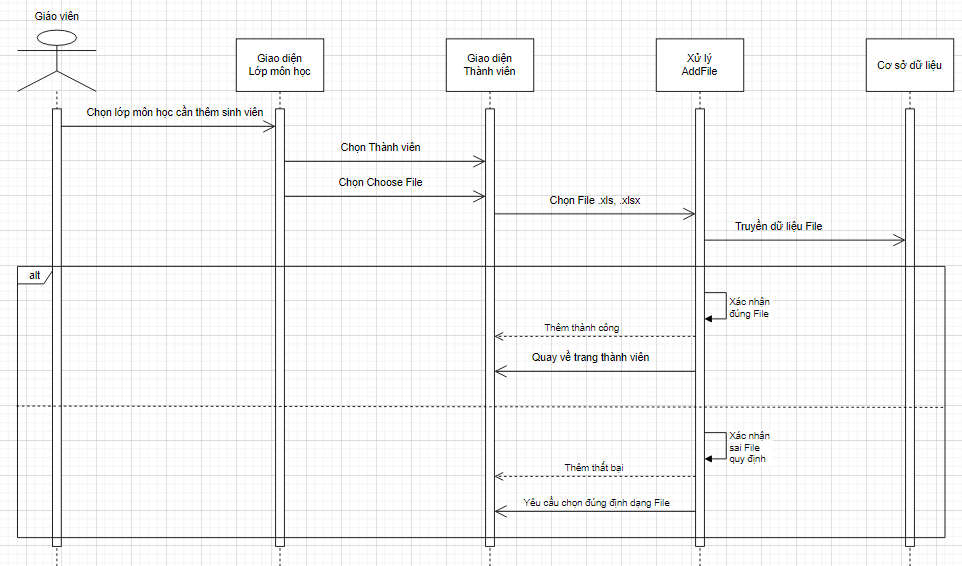 Giáo viên
Giao diện
Lớp môn học
Giao diện
Thành viên
Xử lý
AddFile
Cơ sở dữ liệu
Chọn lớp môn học cần thêm sinh viên
Chọn Thành viên
Chọn Choose File
Chọn File .xls, .xlsx
Truyền dữ liệu File
alt
Xác nhận
đúng File
Thêm thành công
Quay về trang thành viên
Xác nhận
sai File
quy định
Thêm thất bại
Yêu cầu chọn đúng định dạng File